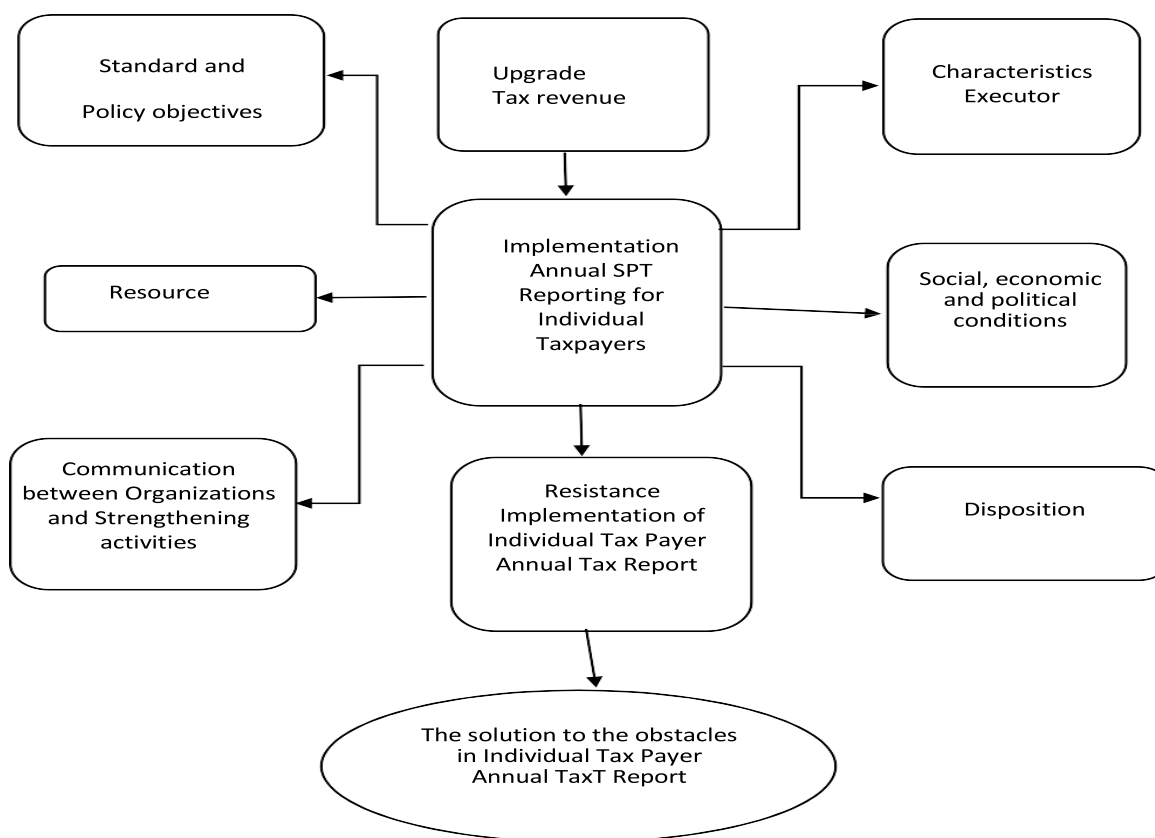 Standard and
Policy objectives
Upgrade
Tax revenue
Characteristics
Executor
Implementation
Annual SPT
Reporting for
Individual
Taxpayers
Resource
Social, economic
and political
conditions
Communication
between Organizations
and Strengthening
activities
Resistance
Implementation of
Individual Tax Payer
Annual Tax Report
Disposition
The solution to the obstacles
in Individual Tax Payer
Annual TaxT Report